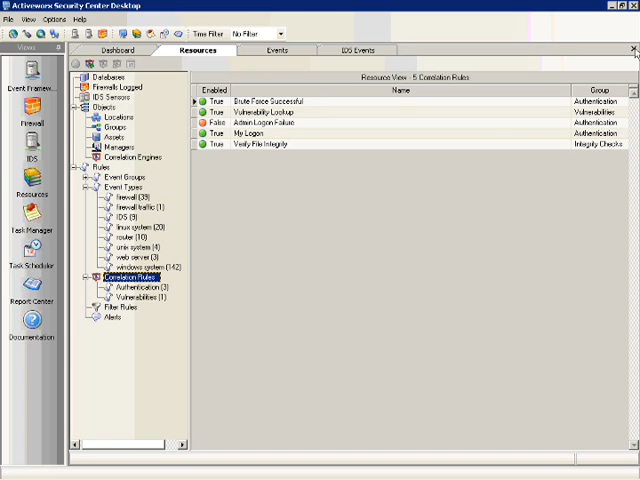 Activeworx Security Center Desktop
File View Options Help
Time Filter No Filter
Views
Dashboard Resources Events IDS Events
Event Framew...
Firewall
IDS
Resources
Task Manager
Task Scheduler
Report Center
Documentation
Databases
Firewalls Logged
IDS Sensors
Objects
Locations
Groups
Assets
Managers
Correlation Engines
Rules
Event Groups
Event Types
firewall (39)
firewall traffic (1)
IDS (9)
linux system (20)
router (10)
unix system (4)
web server (3)
windows system (142)
Correlation Rules
Authentication (3)
Vulnerabilities (1)
Filter Rules
Alerts
Resource View - 5 Correlation Rules
Enabled Name Group
True Brute Force Successful Authentication
True Vulnerability Lookup Vulnerabilities
False Admin Logon Failure Authentication
True My Logon Authentication
True Verify File Integrity Integrity Checks